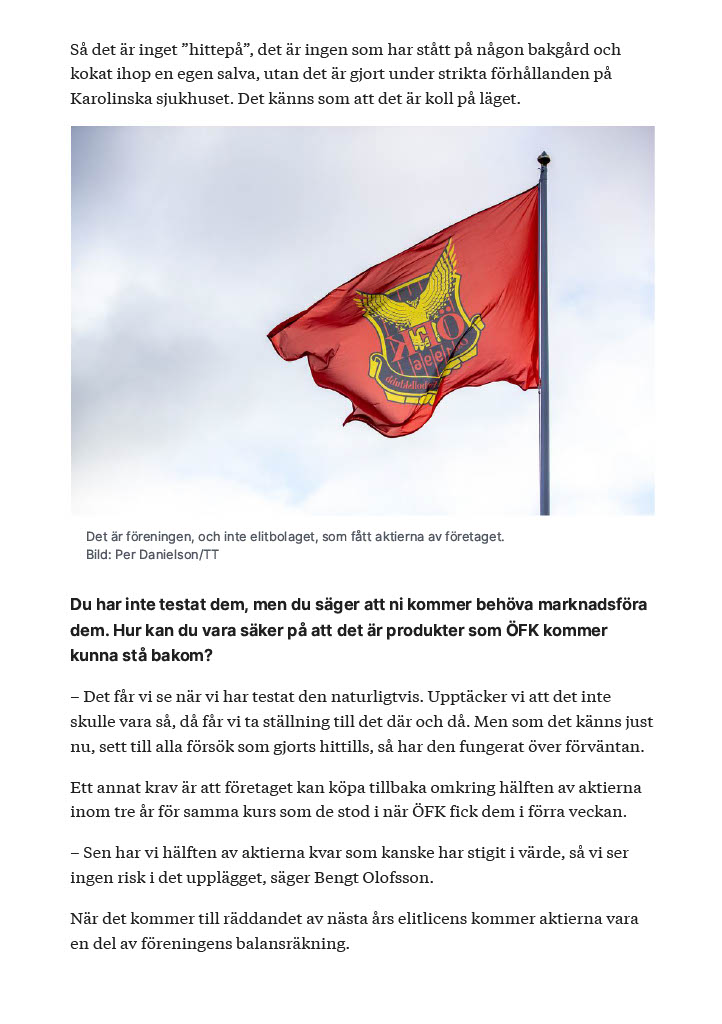 Så det är inget ”hittepå”, det är ingen som har stått på någon bakgård och
kokat ihop en egen salva, utan det är gjort under strikta förhållanden på
Karolinska sjukhuset. Det känns som att det är koll på läget.
ÖFK
Det är föreningen, och inte elitbolaget, som fått aktierna av företaget.
Bild: Per Danielson/TT
Du har inte testat dem, men du säger att ni kommer behöva marknadsföra
dem. Hur kan du vara säker på att det är produkter som ÖFK kommer
kunna stå bakom?
– Det får vi se när vi har testat den naturligtvis. Upptäcker vi att det inte
skulle vara så, då får vi ta ställning till det där och då. Men som det känns just
nu, sett till alla försök som gjorts hittills, så har den fungerat över förväntan.
Ett annat krav är att företaget kan köpa tillbaka omkring hälften av aktierna
inom tre år för samma kurs som de stod i när ÖFK fick dem i förra veckan.
– Sen har vi hälften av aktierna kvar som kanske har stigit i värde, så vi ser
ingen risk i det upplägget, säger Bengt Olofsson.
När det kommer till räddandet av nästa års elitlicens kommer aktierna vara
en del av föreningens balansräkning.